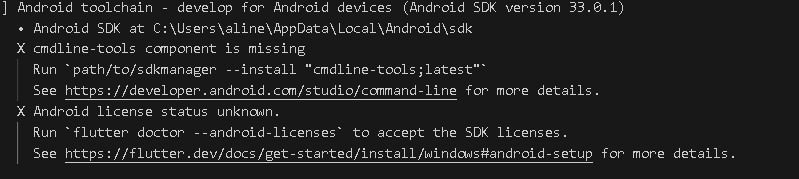 ] Android toolchain - develop for Android devices (Android SDK version 33.0.1)
• Android SDK at C:\Users\aline\AppData\Local\Android\sdk
X cmdline-tools component is missing
Run `path/to/sdkmanager --install "cmdline-tools;latest"`
See https://developer.android.com/studio/command-line for more details.
X Android license status unknown.
Run `flutter doctor --android-licenses` to accept the SDK licenses.
See https://flutter.dev/docs/get-started/install/windows#android-setup for more details.